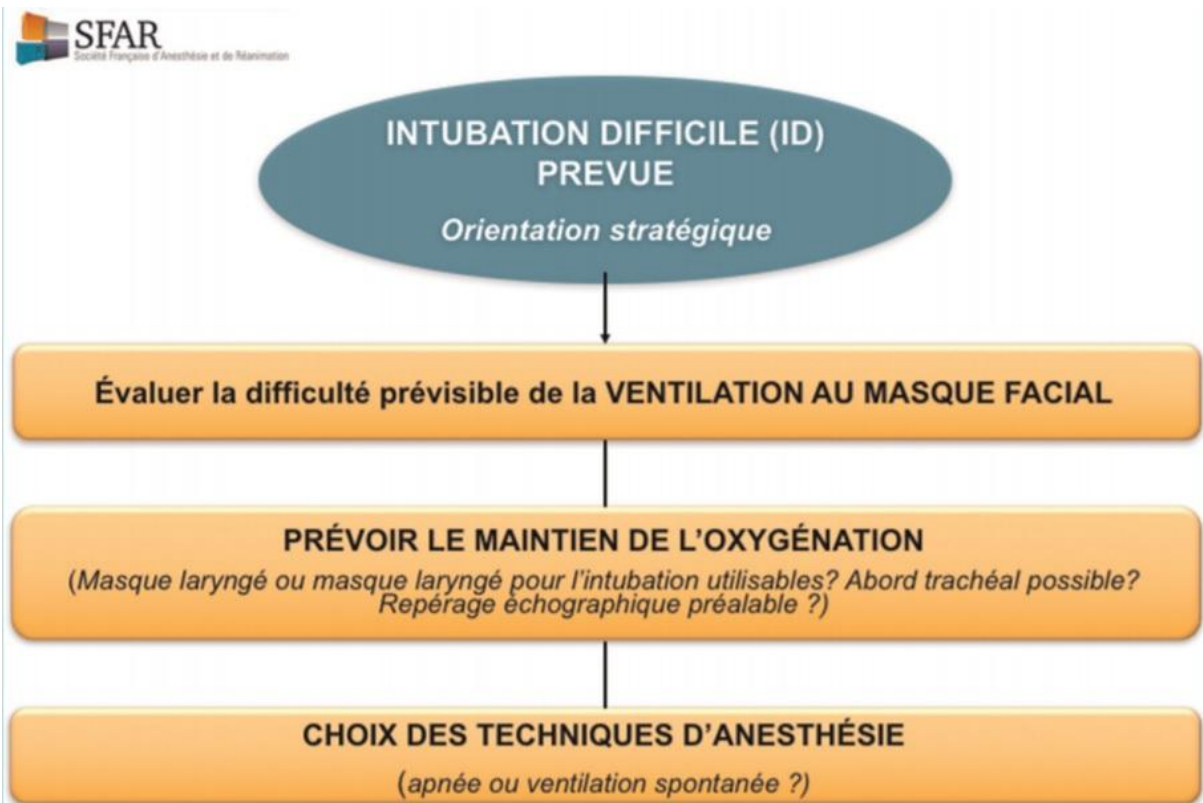 SFAR
Société Française d'Anesthésie et de Réanimation
INTUBATION DIFFICILE (ID)
PREVUE
Orientation stratégique
Évaluer la difficulté prévisible de la VENTILATION AU MASQUE FACIAL
PRÉVOIR LE MAINTIEN DE L'OXYGÉNATION
(Masque laryngé ou masque laryngé pour l'intubation utilisables? Abord trachéal possible?
Repérage échographique préalable ?)
CHOIX DES TECHNIQUES D'ANESTHÉSIE
(apnée ou ventilation spontanée ?)